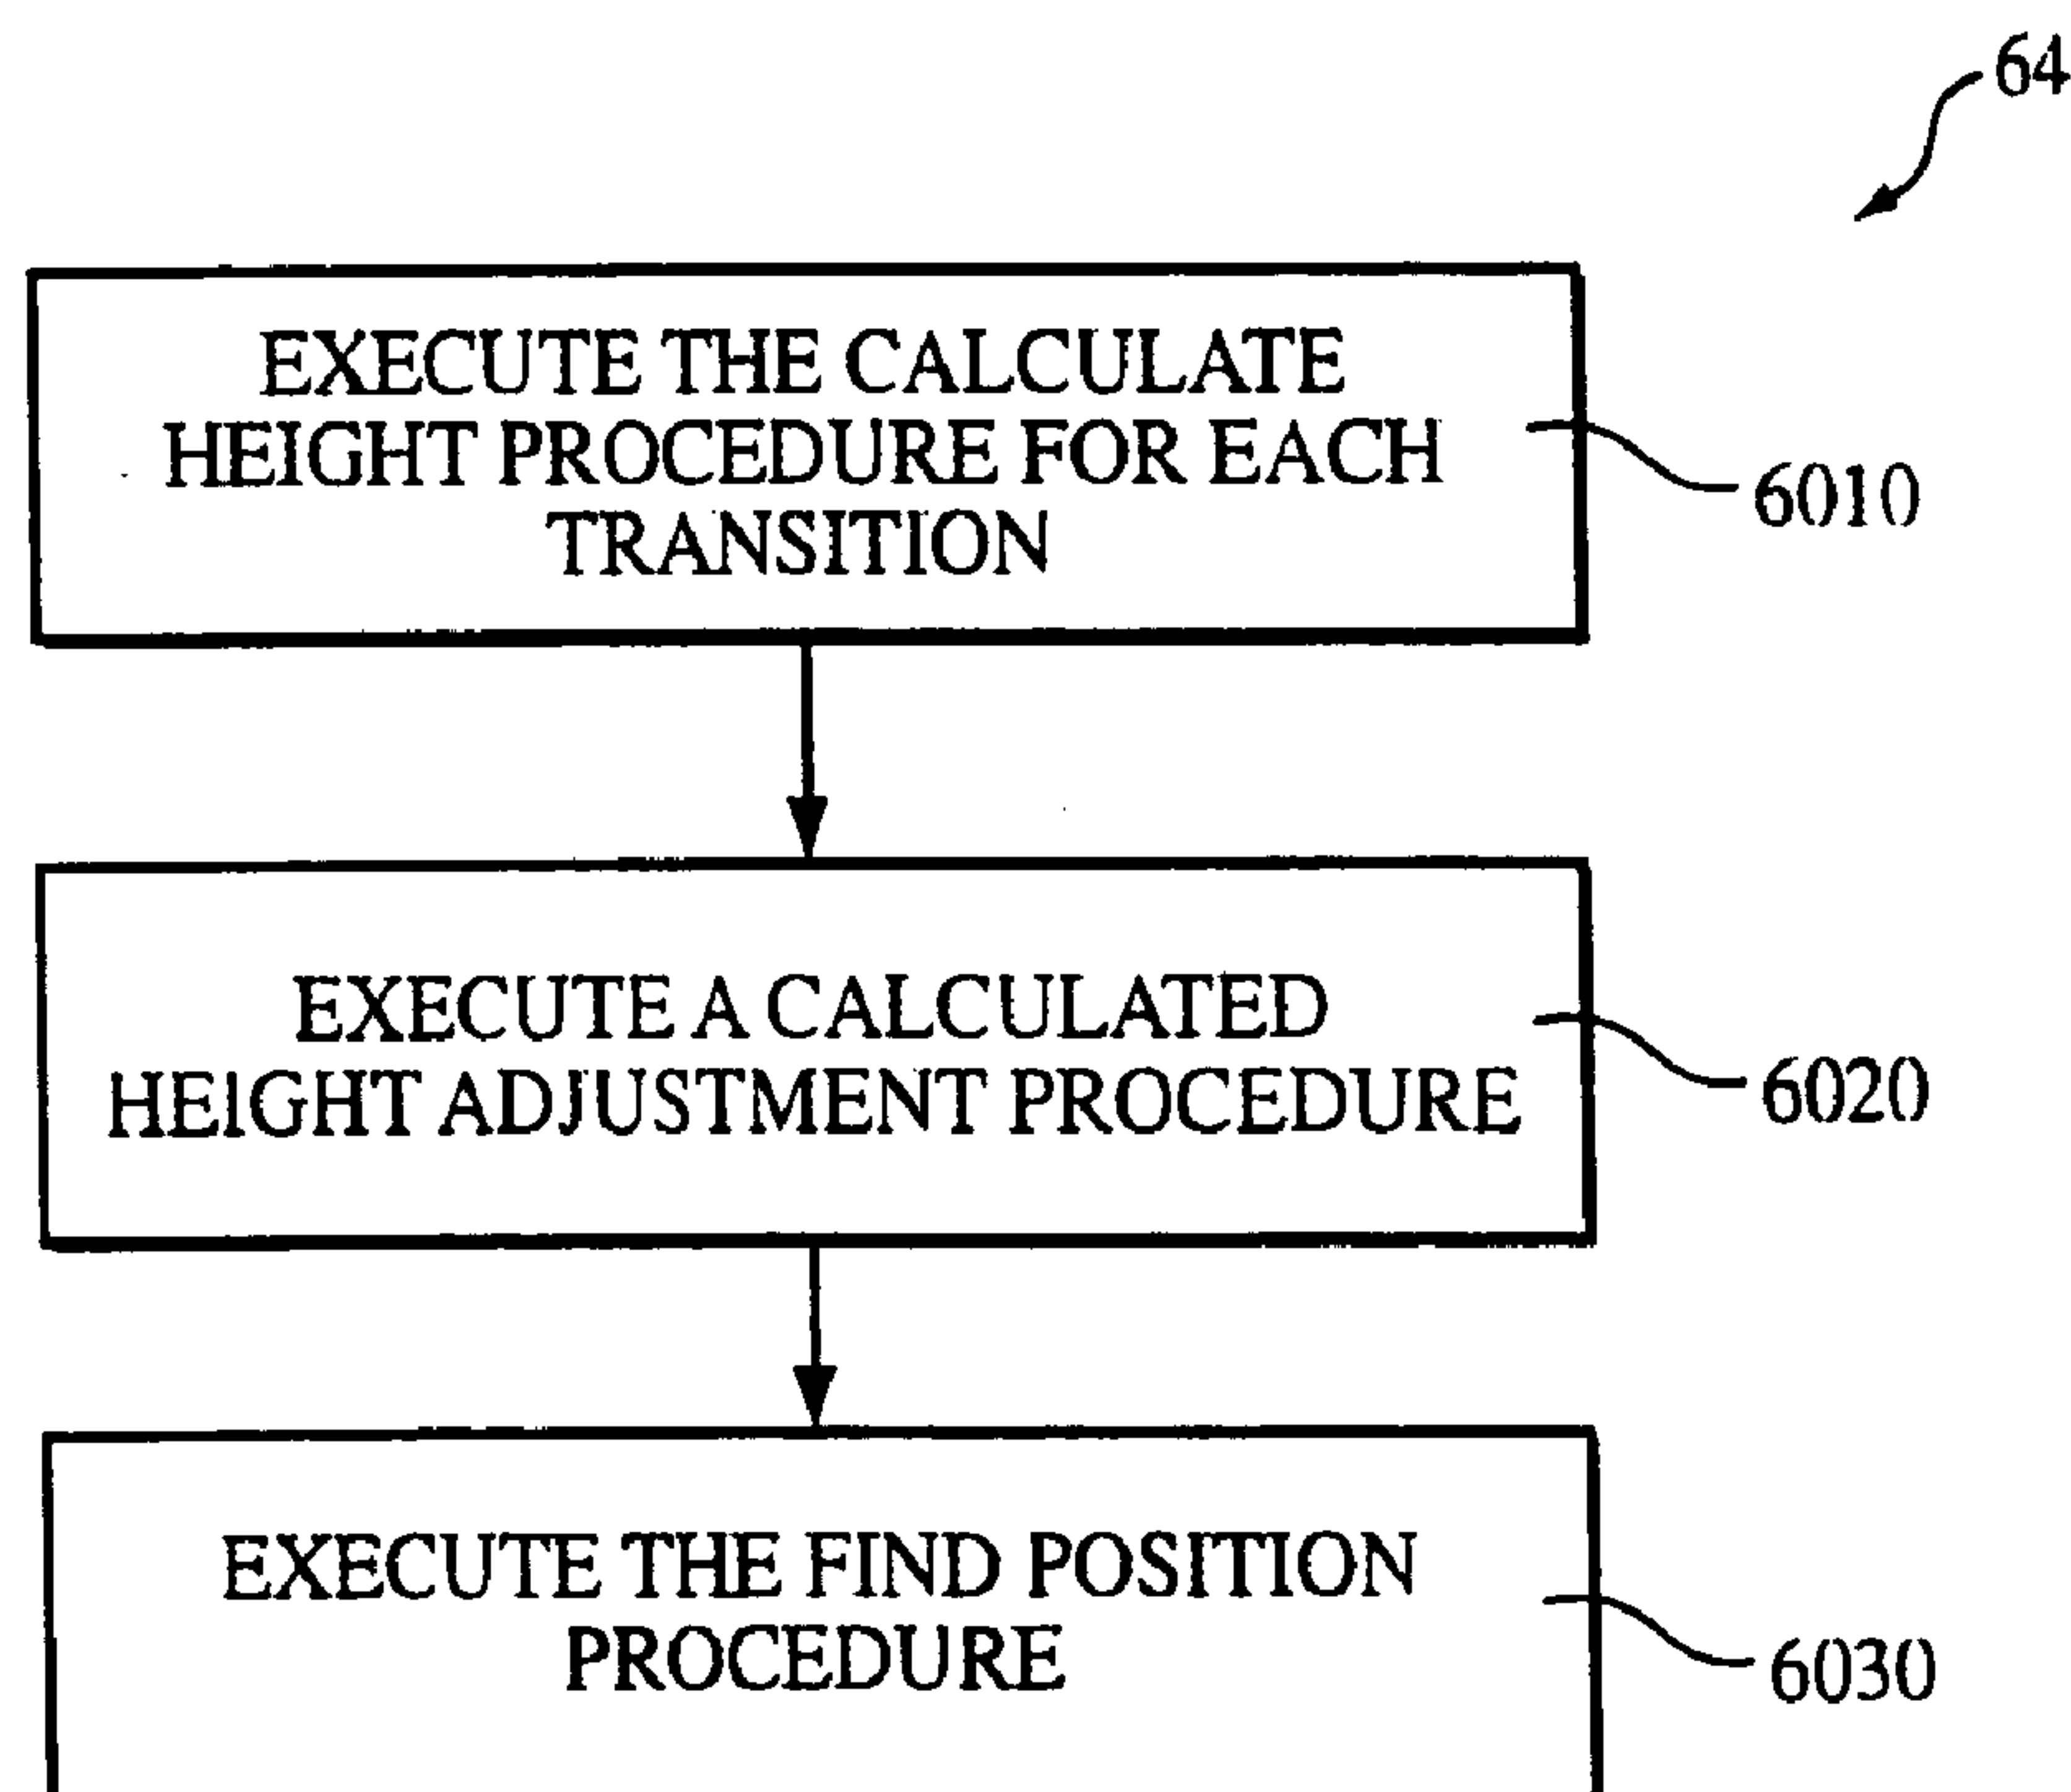 64
EXECUTE THE CALCULATE
HEIGHT PROCEDURE FOR EACH
TRANSITION
6010
EXECUTE A CALCULATED
HEIGHT ADJUSTMENT PROCEDURE
6020
EXECUTE THE FIND POSITION
PROCEDURE
6030